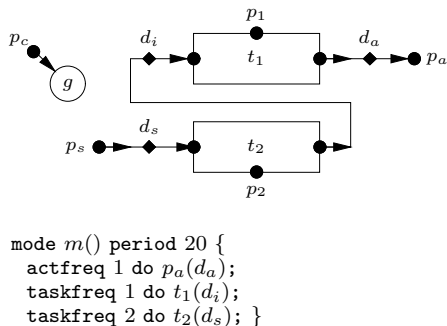 p_c
g
d_i
p_1
t_1
d_a
p_a
p_s
d_s
t_2
p_2
mode m() period 20 {
actfreq 1 do p_a(d_a);
taskfreq 1 do t_1(d_i);
taskfreq 2 do t_2(d_s); }